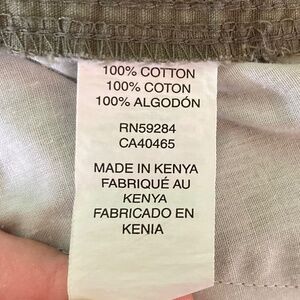 100% COTTON
100% COTON
100% ALGODÓN
RN59284
CA40465
MADE IN KENYA
FABRIQUÉ AU
KENYA
FABRICADO EN
KENIA